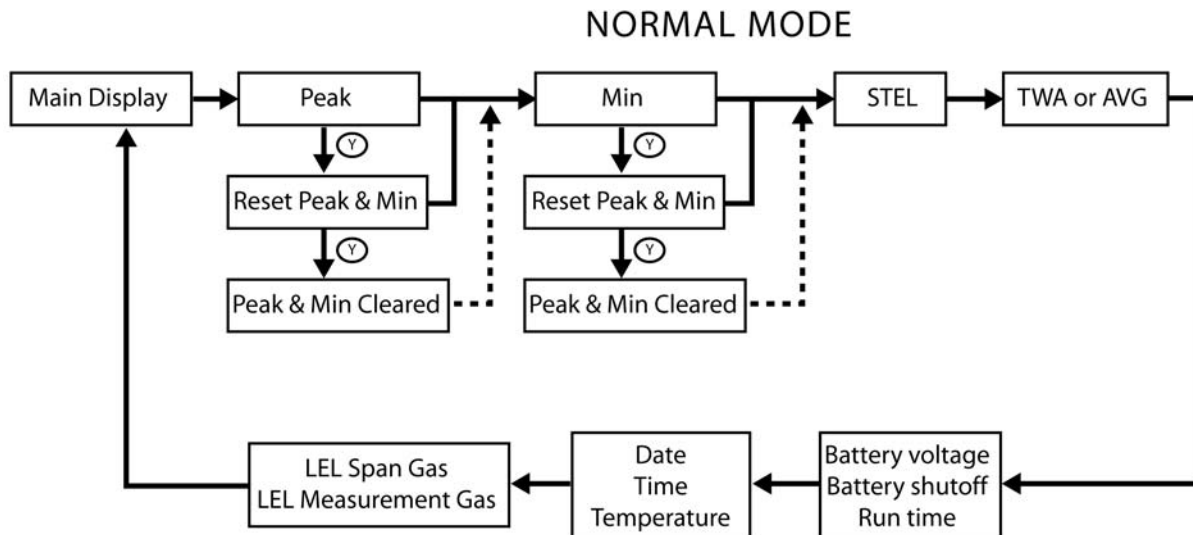 NORMAL MODE
Main Display
Peak
Min
STEL
TWA or AVG
Y
Y
Reset Peak & Min
Reset Peak & Min
Y
Y
Peak & Min Cleared
Peak & Min Cleared
LEL Span Gas
LEL Measurement Gas
Date
Time
Temperature
Battery voltage
Battery shutoff
Run time